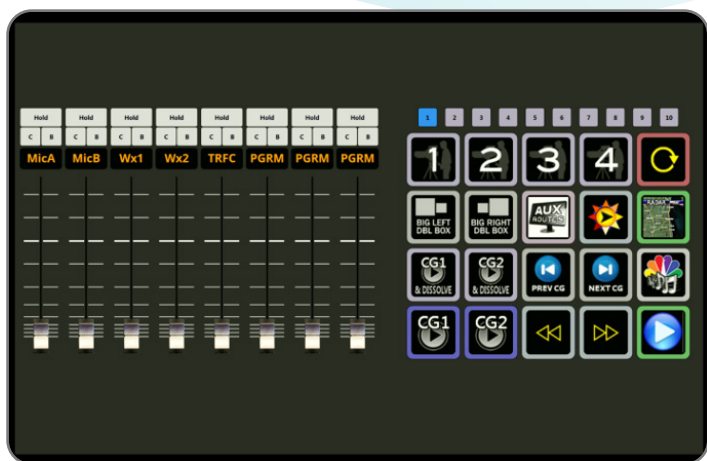 Hold Hold Hold Hold Hold Hold Hold Hold
C B C B C B C B C B C B C B C B
MicA MicB Wx1 Wx2 TRFC PGRM PGRM PGRM
1 2 3 4 5 6 7 8 9 10
1 2 3 4
BIG LEFT
DBL BOX
BIG RIGHT
DBL BOX
AUX
ROUTER
RADAR
CG1
& DISSOLVE
CG2
& DISSOLVE
PREV CG
NEXT CG
CG1
CG2